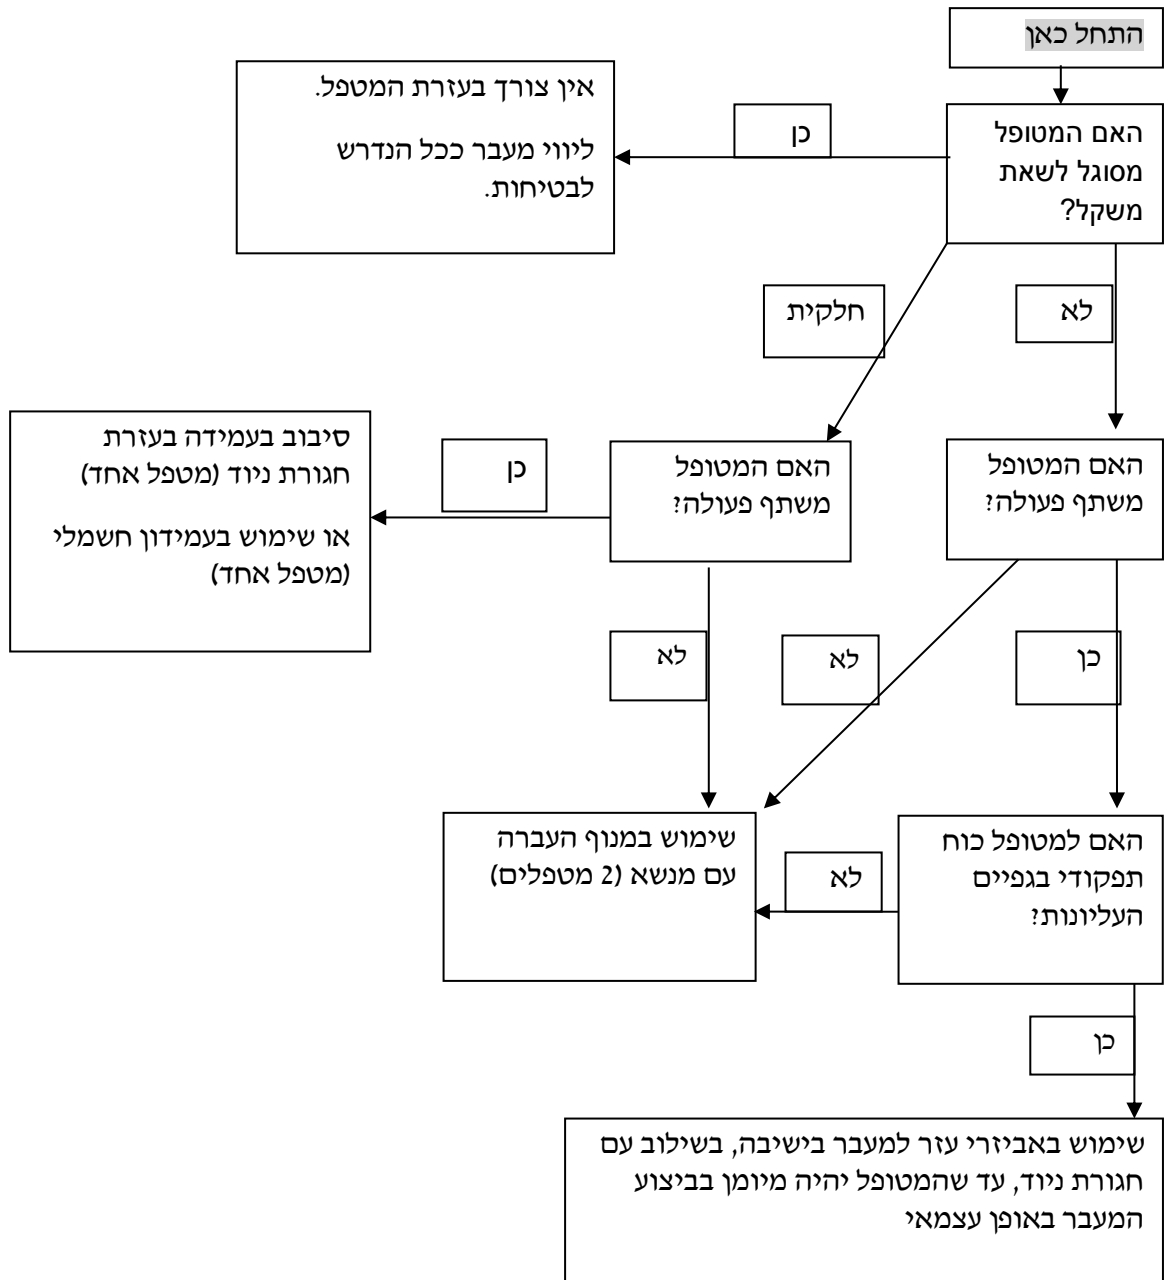 התחל כאן
האם המטופל
מסוגל לשאת
משקל?
כן
אין צורך בעזרת המטפל.
ליווי מעבר ככל הנדרש
לבטיחות.
לא
חלקית
האם המטופל
משתף פעולה?
האם המטופל
משתף פעולה?
כן
סיבוב בעמידה בעזרת
חגורת ניוד (מטפל אחד)
או שימוש בעמידון חשמלי
(מטפל אחד)
כן
לא
לא
האם למטופל כוח
תפקודי בגפיים
העליונות?
לא
שימוש במנוף העברה
עם מנשא (2 מטפלים)
כן
שימוש באביזרי עזר למעבר בישיבה, בשילוב עם
חגורת ניוד, עד שהמטופל יהיה מיומן בביצוע
המעבר באופן עצמאי